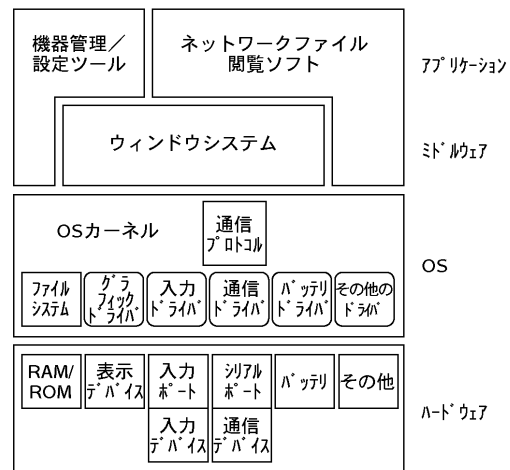 機器管理／
設定ツール
ネットワークファイル
閲覧ソフト
アプリケーション
ウィンドウシステム
ミドルウェア
OSカーネル
通信
プロトコル
OS
ファイル
システム
グラ
フィック
ドライバ
入力
ドライバ
通信
ドライバ
バッテリ
ドライバ
その他の
ドライバ
RAM/
ROM
表示
デバイス
入力
ポート
シリアル
ポート
バッテリ
その他
ハードウェア
入力
デバイス
通信
デバイス